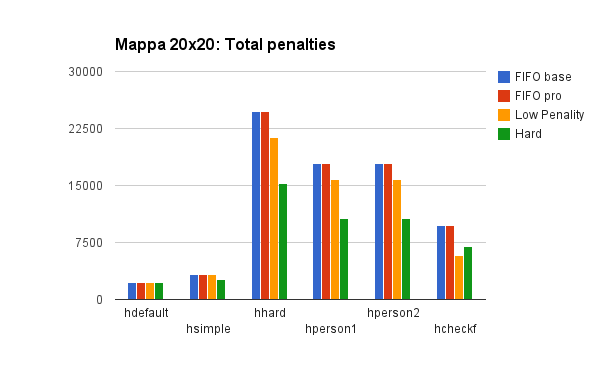 Mappa 20x20: Total penalties
30000
22500
15000
7500
0
hdefault
hsimple
hhard
hperson1
hperson2
hcheckf
FIFO base
FIFO pro
Low Penality
Hard